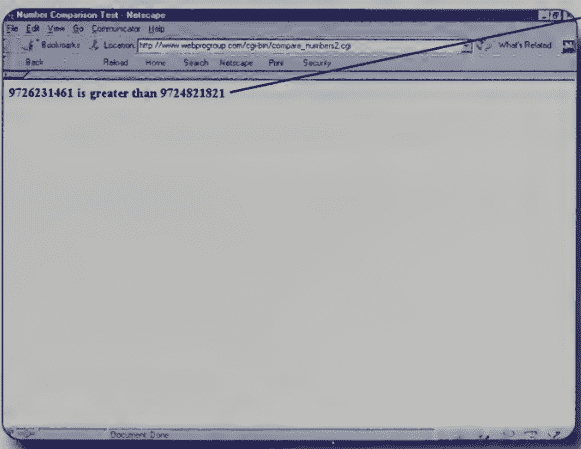 Number Comparison Test - Netscape
File Edit View Go Communicator Help
Bookmarks Location: http://www.webprogroup.com/cgi-bin/compare_numbers2.cgi What's Related
Back Reload Home Search Netscape Print Security
9726231461 is greater than 9724821821
Document: Done